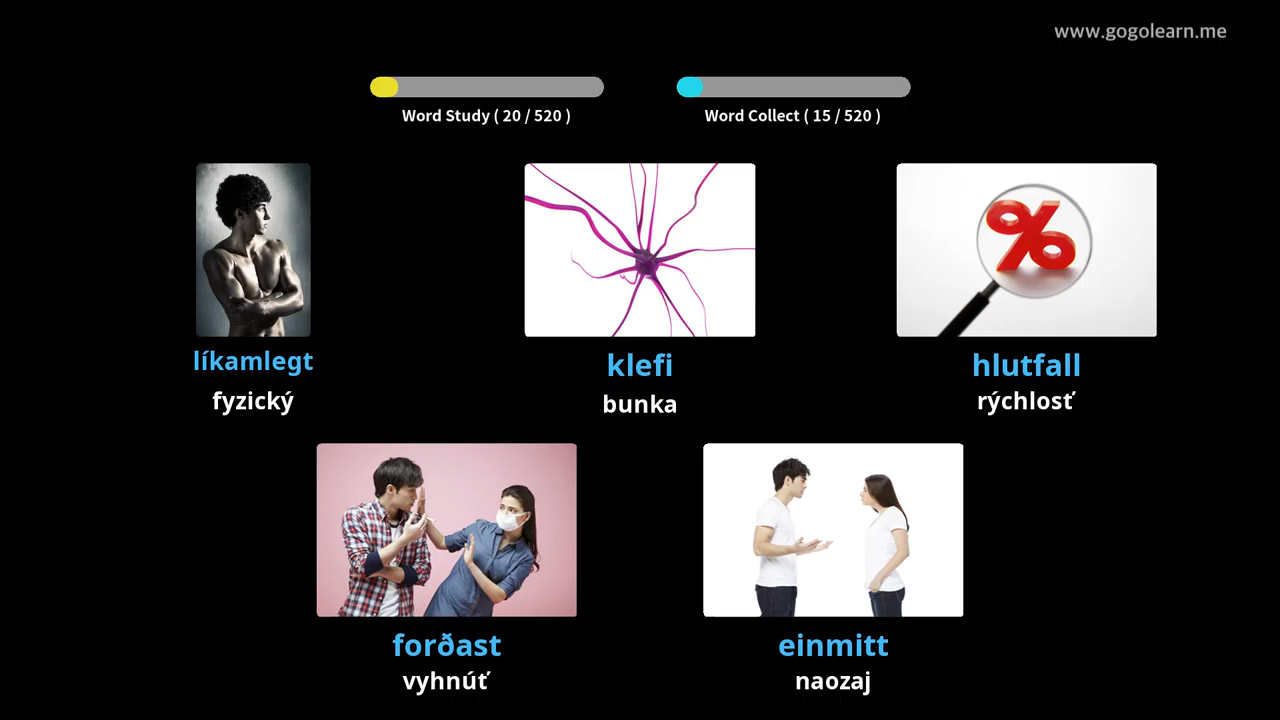 www.gogolearn.me
Word Study ( 20 / 520 )
Word Collect ( 15 / 520 )
líkamlegt
fyzický
klefi
bunka
hlutfall
rýchlosť
%
forðast
vyhnúť
einmitt
naozaj